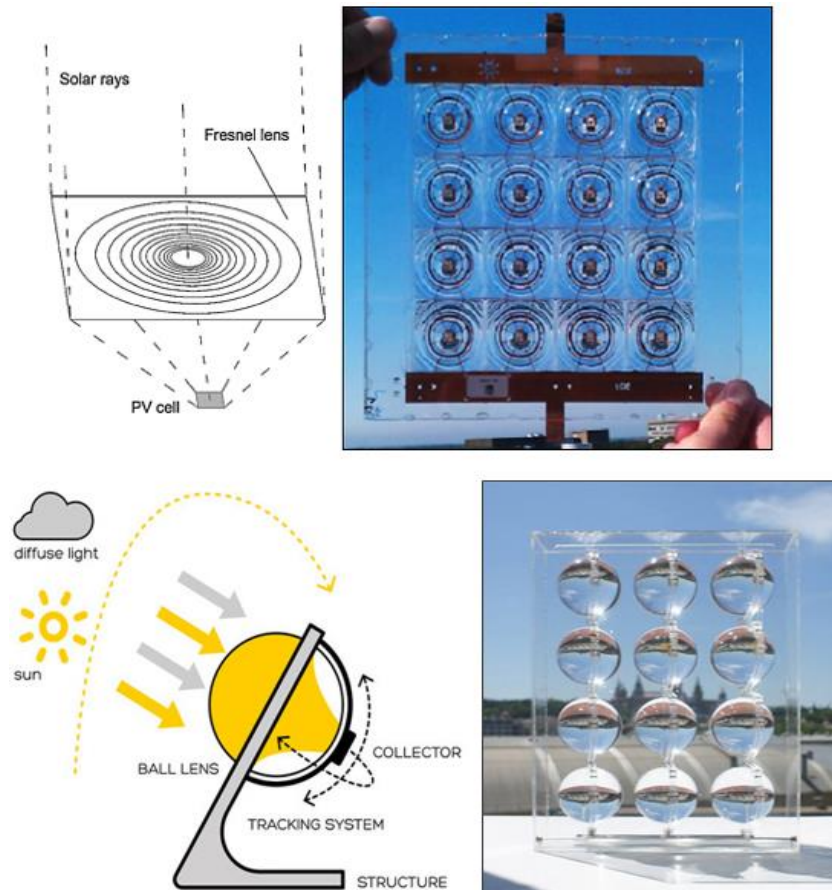 Solar rays
Fresnel lens
PV cell
diffuse light
sun
BALL LENS
COLLECTOR
TRACKING SYSTEM
STRUCTURE